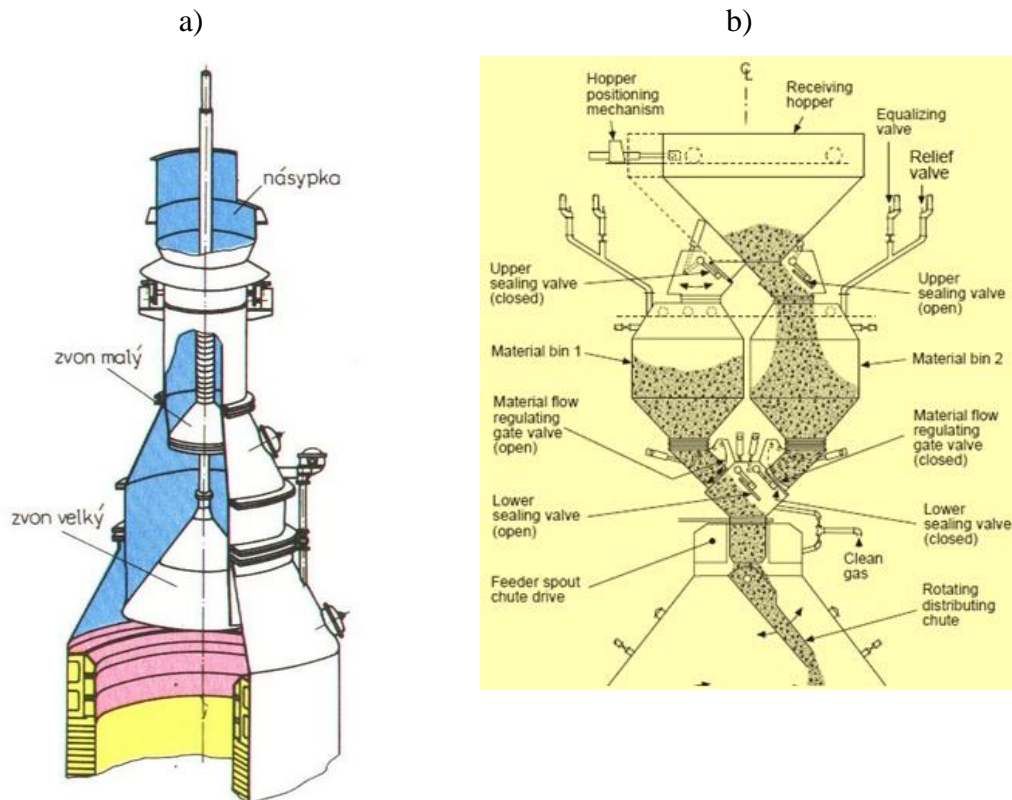 a)
b)
násypka
zvon malý
zvon velký
℄
Hopper
positioning
mechanism
Receiving
hopper
Equalizing
valve
Relief
valve
Upper
sealing valve
(closed)
Upper
sealing valve
(open)
Material bin 1
Material bin 2
Material flow
regulating
gate valve
(open)
Material flow
regulating
gate valve
(closed)
Lower
sealing valve
(open)
Lower
sealing valve
(closed)
Clean
gas
Feeder spout
chute drive
Rotating
distributing
chute